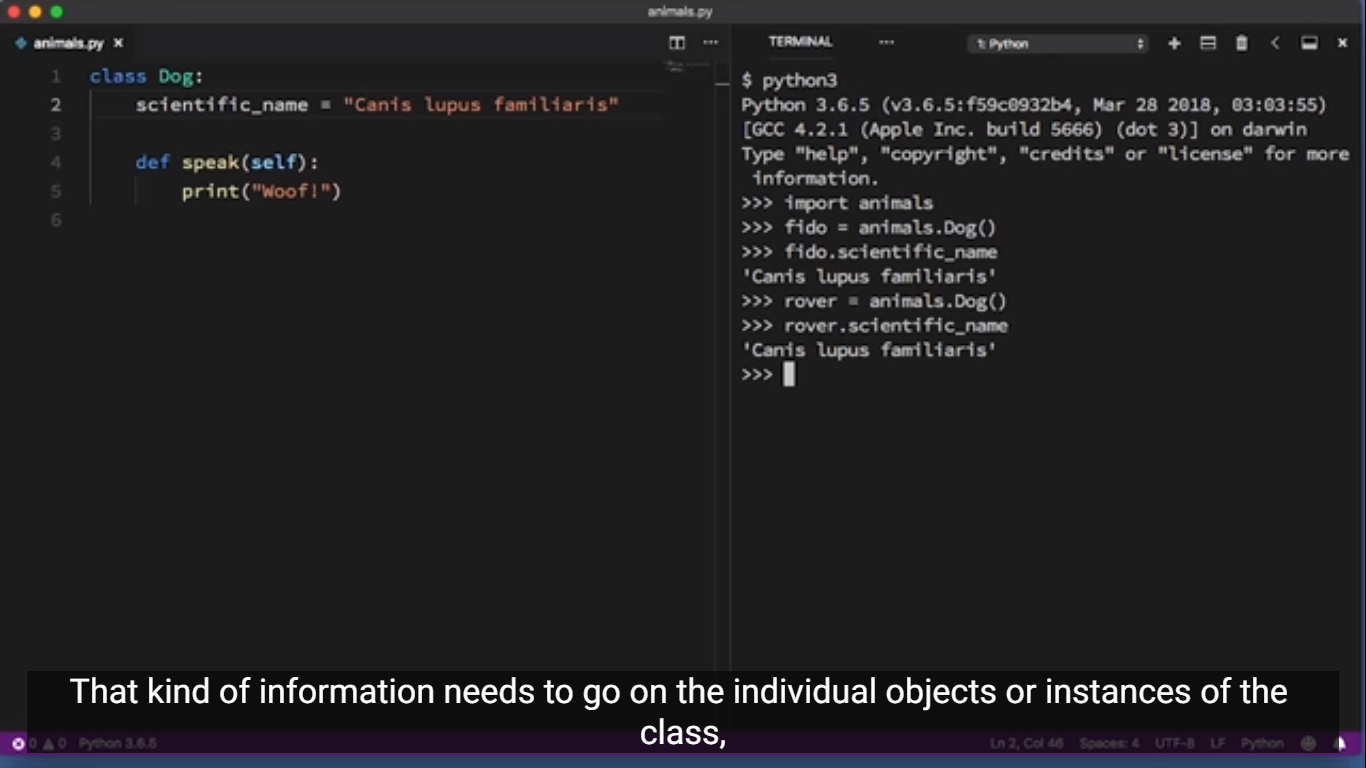 animals.py
animals.py ×
TERMINAL ··· 1: Python
1 class Dog:
2     scientific_name = "Canis lupus familiaris"
3
4     def speak(self):
5         print("Woof!")
6
$ python3
Python 3.6.5 (v3.6.5:f59c0932b4, Mar 28 2018, 03:03:55)
[GCC 4.2.1 (Apple Inc. build 5666) (dot 3)] on darwin
Type "help", "copyright", "credits" or "license" for more
 information.
>>> import animals
>>> fido = animals.Dog()
>>> fido.scientific_name
'Canis lupus familiaris'
>>> rover = animals.Dog()
>>> rover.scientific_name
'Canis lupus familiaris'
>>>
That kind of information needs to go on the individual objects or instances of the
class,
0 0 Python 3.6.5 Ln 2, Col 46 Spaces: 4 UTF-8 LF Python